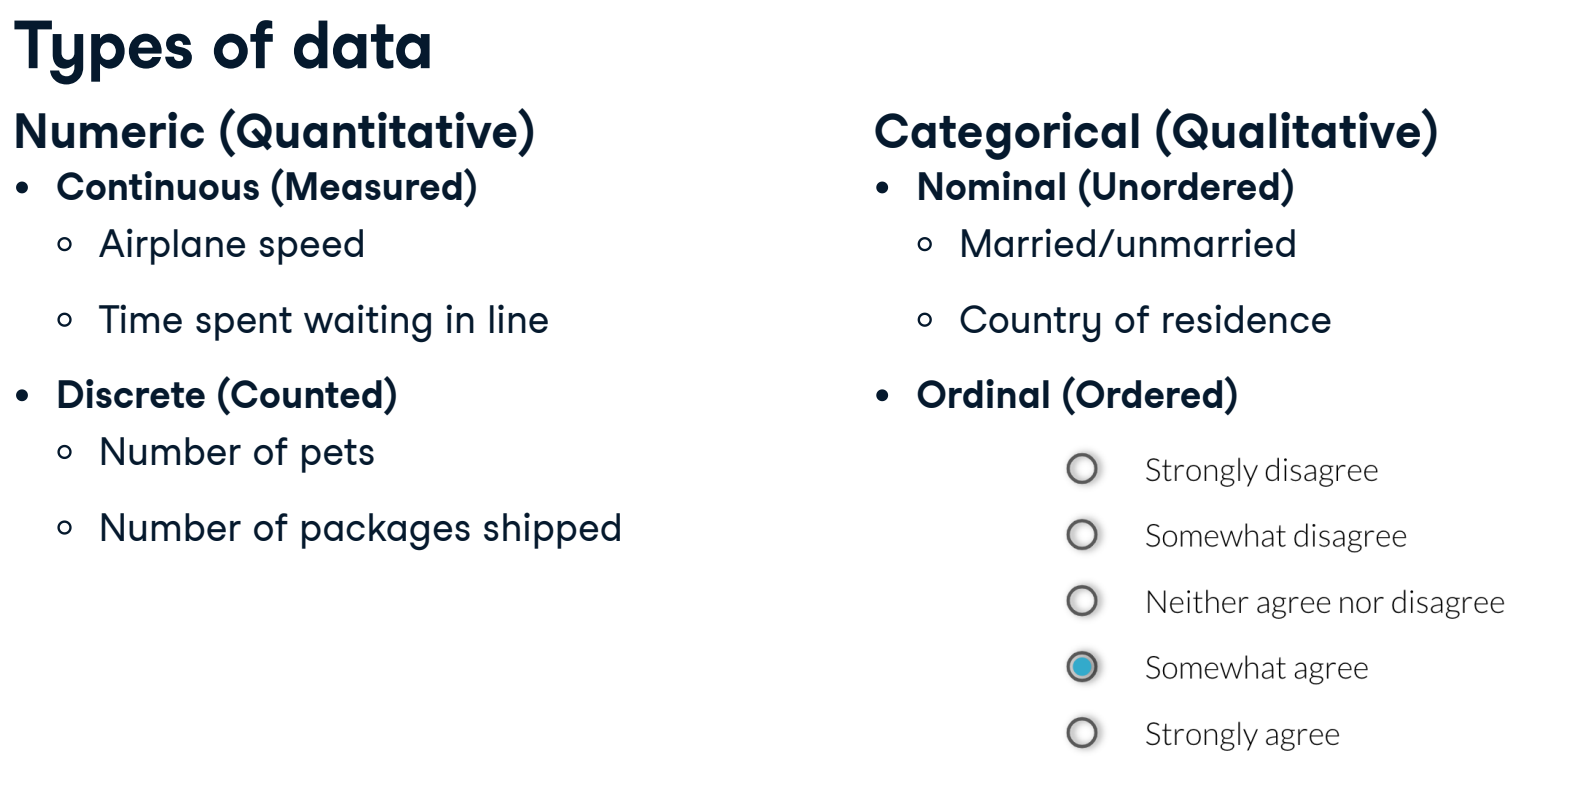 Types of data
Numeric (Quantitative)
Continuous (Measured)
Airplane speed
Time spent waiting in line
Discrete (Counted)
Number of pets
Number of packages shipped
Categorical (Qualitative)
Nominal (Unordered)
Married/unmarried
Country of residence
Ordinal (Ordered)
Strongly disagree
Somewhat disagree
Neither agree nor disagree
Somewhat agree
Strongly agree